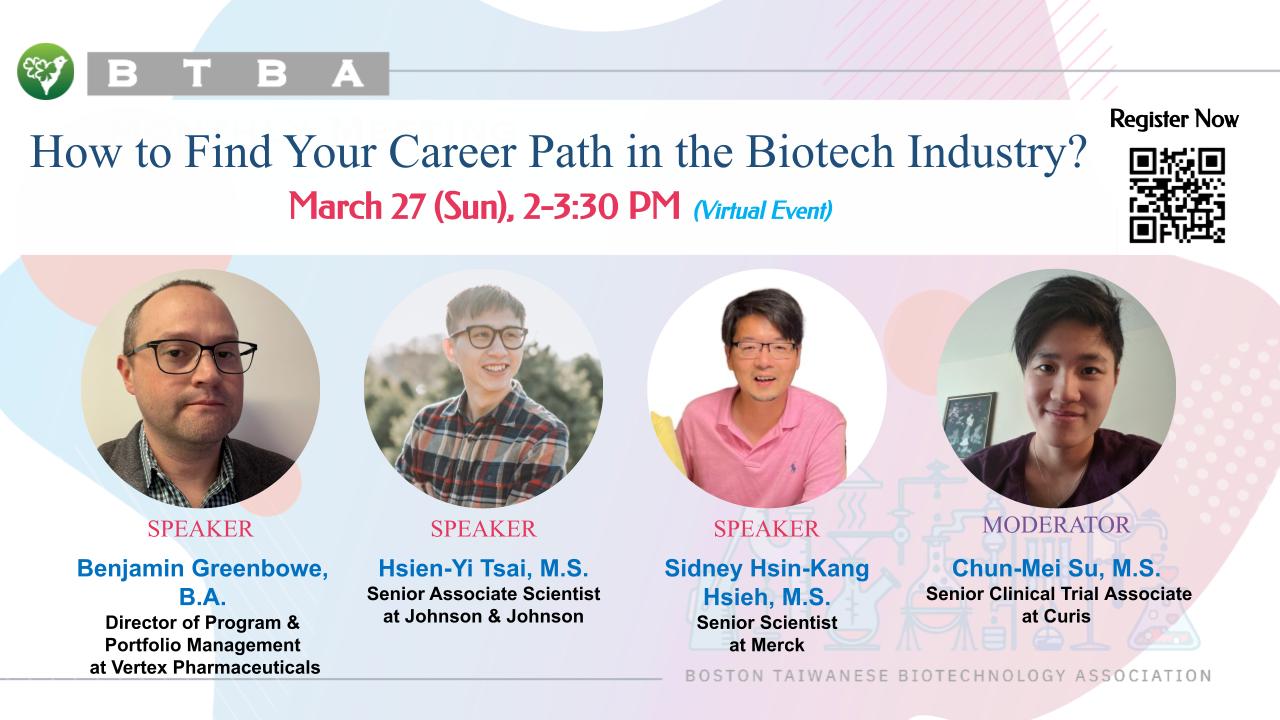 B T B A
How to Find Your Career Path in the Biotech Industry?
March 27 (Sun), 2-3:30 PM (Virtual Event)
Register Now
SPEAKER
Benjamin Greenbowe,
B.A.
Director of Program &
Portfolio Management
at Vertex Pharmaceuticals
SPEAKER
Hsien-Yi Tsai, M.S.
Senior Associate Scientist
at Johnson & Johnson
SPEAKER
Sidney Hsin-Kang
Hsieh, M.S.
Senior Scientist
at Merck
MODERATOR
Chun-Mei Su, M.S.
Senior Clinical Trial Associate
at Curis
BOSTON TAIWANESE BIOTECHNOLOGY ASSOCIATION